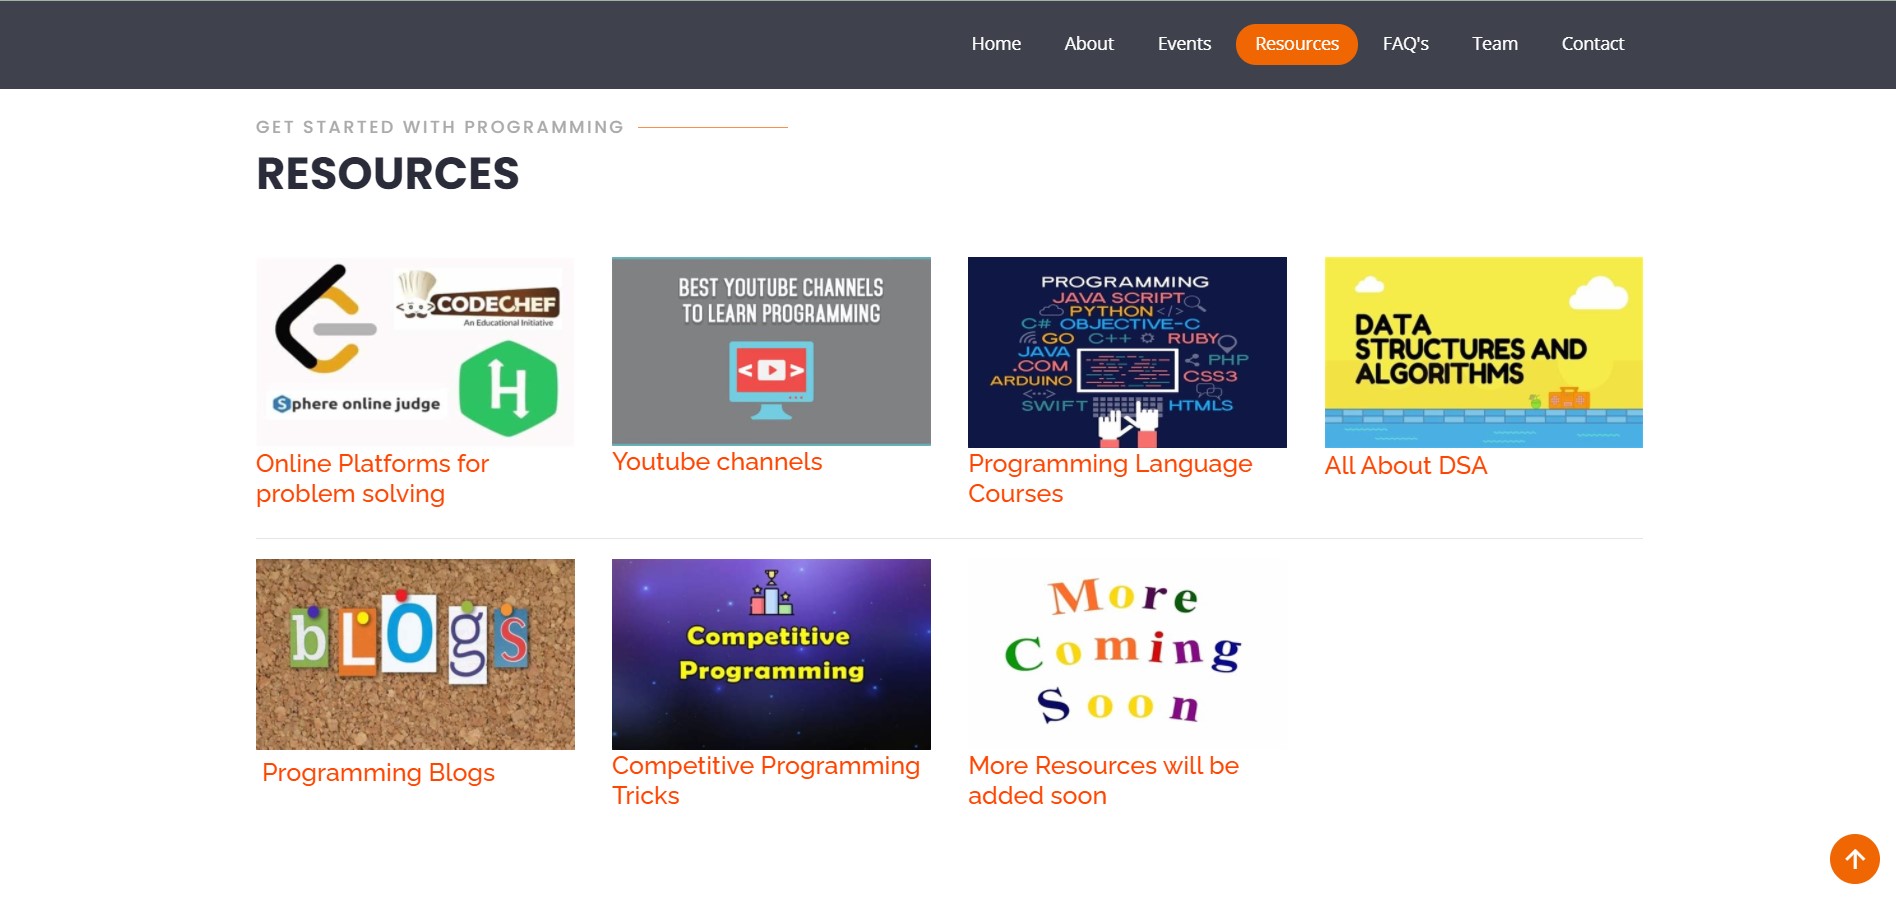 Home About Events Resources FAQ's Team Contact
GET STARTED WITH PROGRAMMING
RESOURCES
CODECHEF
An Educational Initiative
Sphere online judge
H
Online Platforms for
problem solving
BEST YOUTUBE CHANNELS
TO LEARN PROGRAMMING
Youtube channels
PROGRAMMING
JAVA SCRIPT
PYTHON </>
C# OBJECTIVE-C
GO C++ RUBY
JAVA PHP
.COM
ARDUINO CSS3
SWIFT HTML5
Programming Language
Courses
DATA
STRUCTURES AND
ALGORITHMS
All About DSA
bLOgs
Programming Blogs
Competitive
Programming
Competitive Programming
Tricks
More
Coming
Soon
More Resources will be
added soon